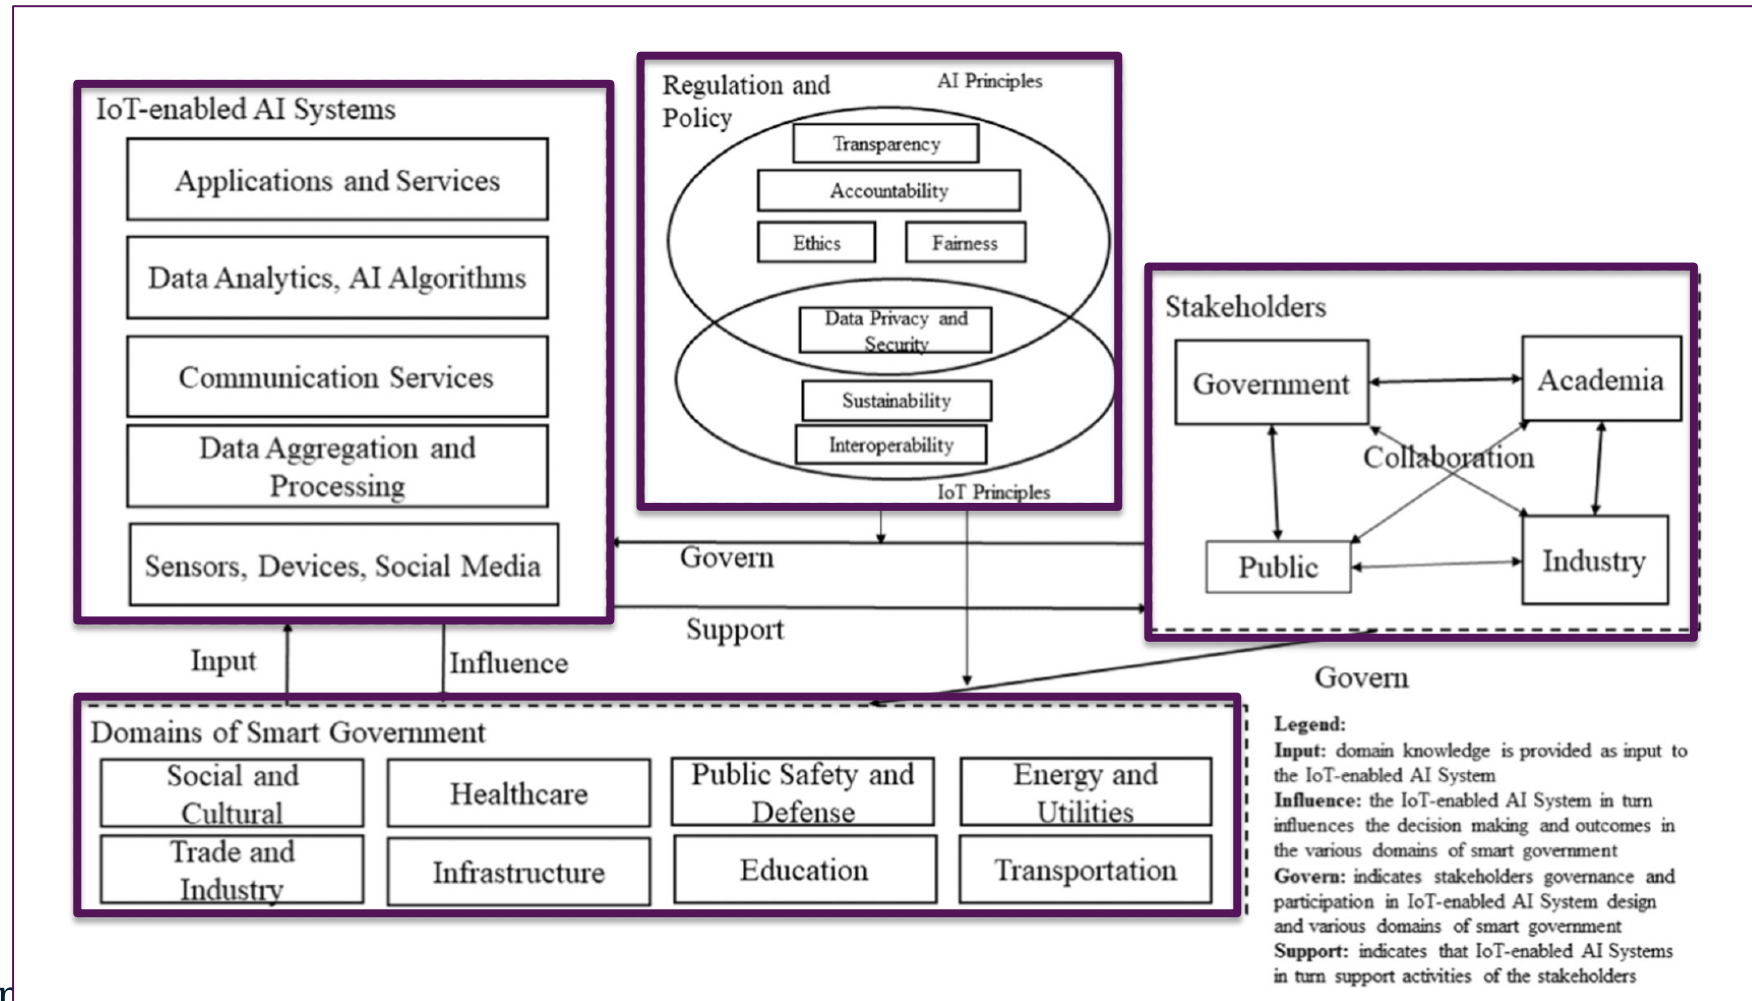 IoT-enabled AI Systems
Applications and Services
Data Analytics, AI Algorithms
Communication Services
Data Aggregation and
Processing
Sensors, Devices, Social Media
Regulation and
Policy
AI Principles
Transparency
Accountability
Ethics
Fairness
Data Privacy and
Security
Sustainability
Interoperability
IoT Principles
Stakeholders
Government
Academia
Collaboration
Public
Industry
Govern
Support
Input
Influence
Govern
Domains of Smart Government
Social and
Cultural
Healthcare
Public Safety and
Defense
Energy and
Utilities
Trade and
Industry
Infrastructure
Education
Transportation
Legend:
Input: domain knowledge is provided as input to
the IoT-enabled AI System
Influence: the IoT-enabled AI System in turn
influences the decision making and outcomes in
the various domains of smart government
Govern: indicates stakeholders governance and
participation in IoT-enabled AI System design
and various domains of smart government
Support: indicates that IoT-enabled AI Systems
in turn support activities of the stakeholders